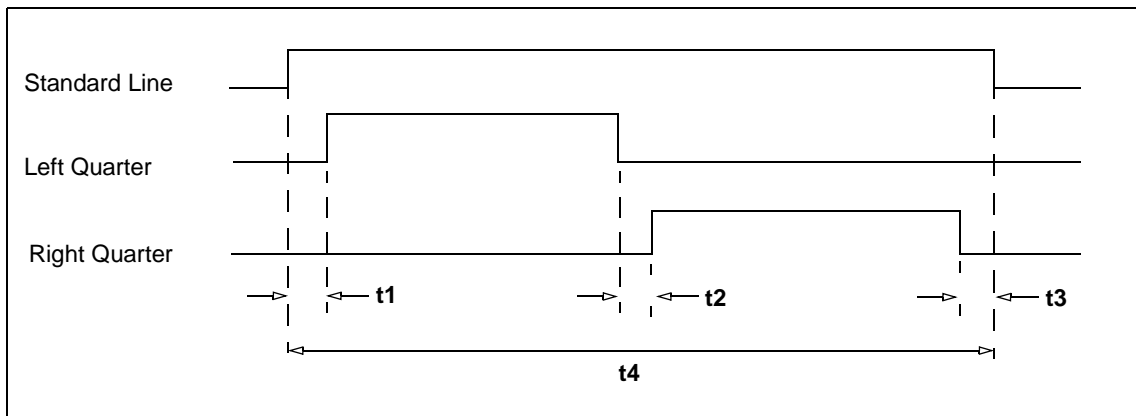 Standard Line
Left Quarter
Right Quarter
t1
t2
t3
t4